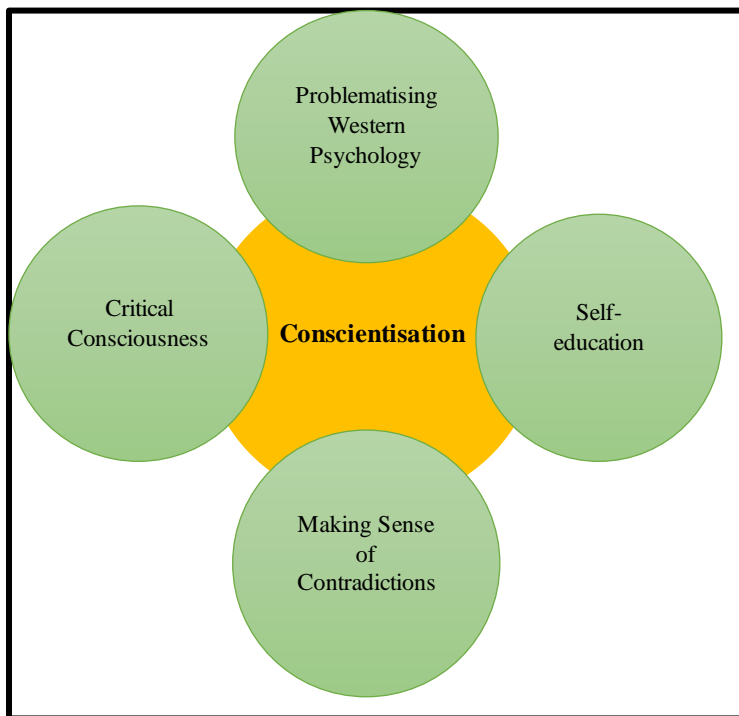 Problematising
Western
Psychology
Critical
Consciousness
Conscientisation
Self-
education
Making Sense
of
Contradictions